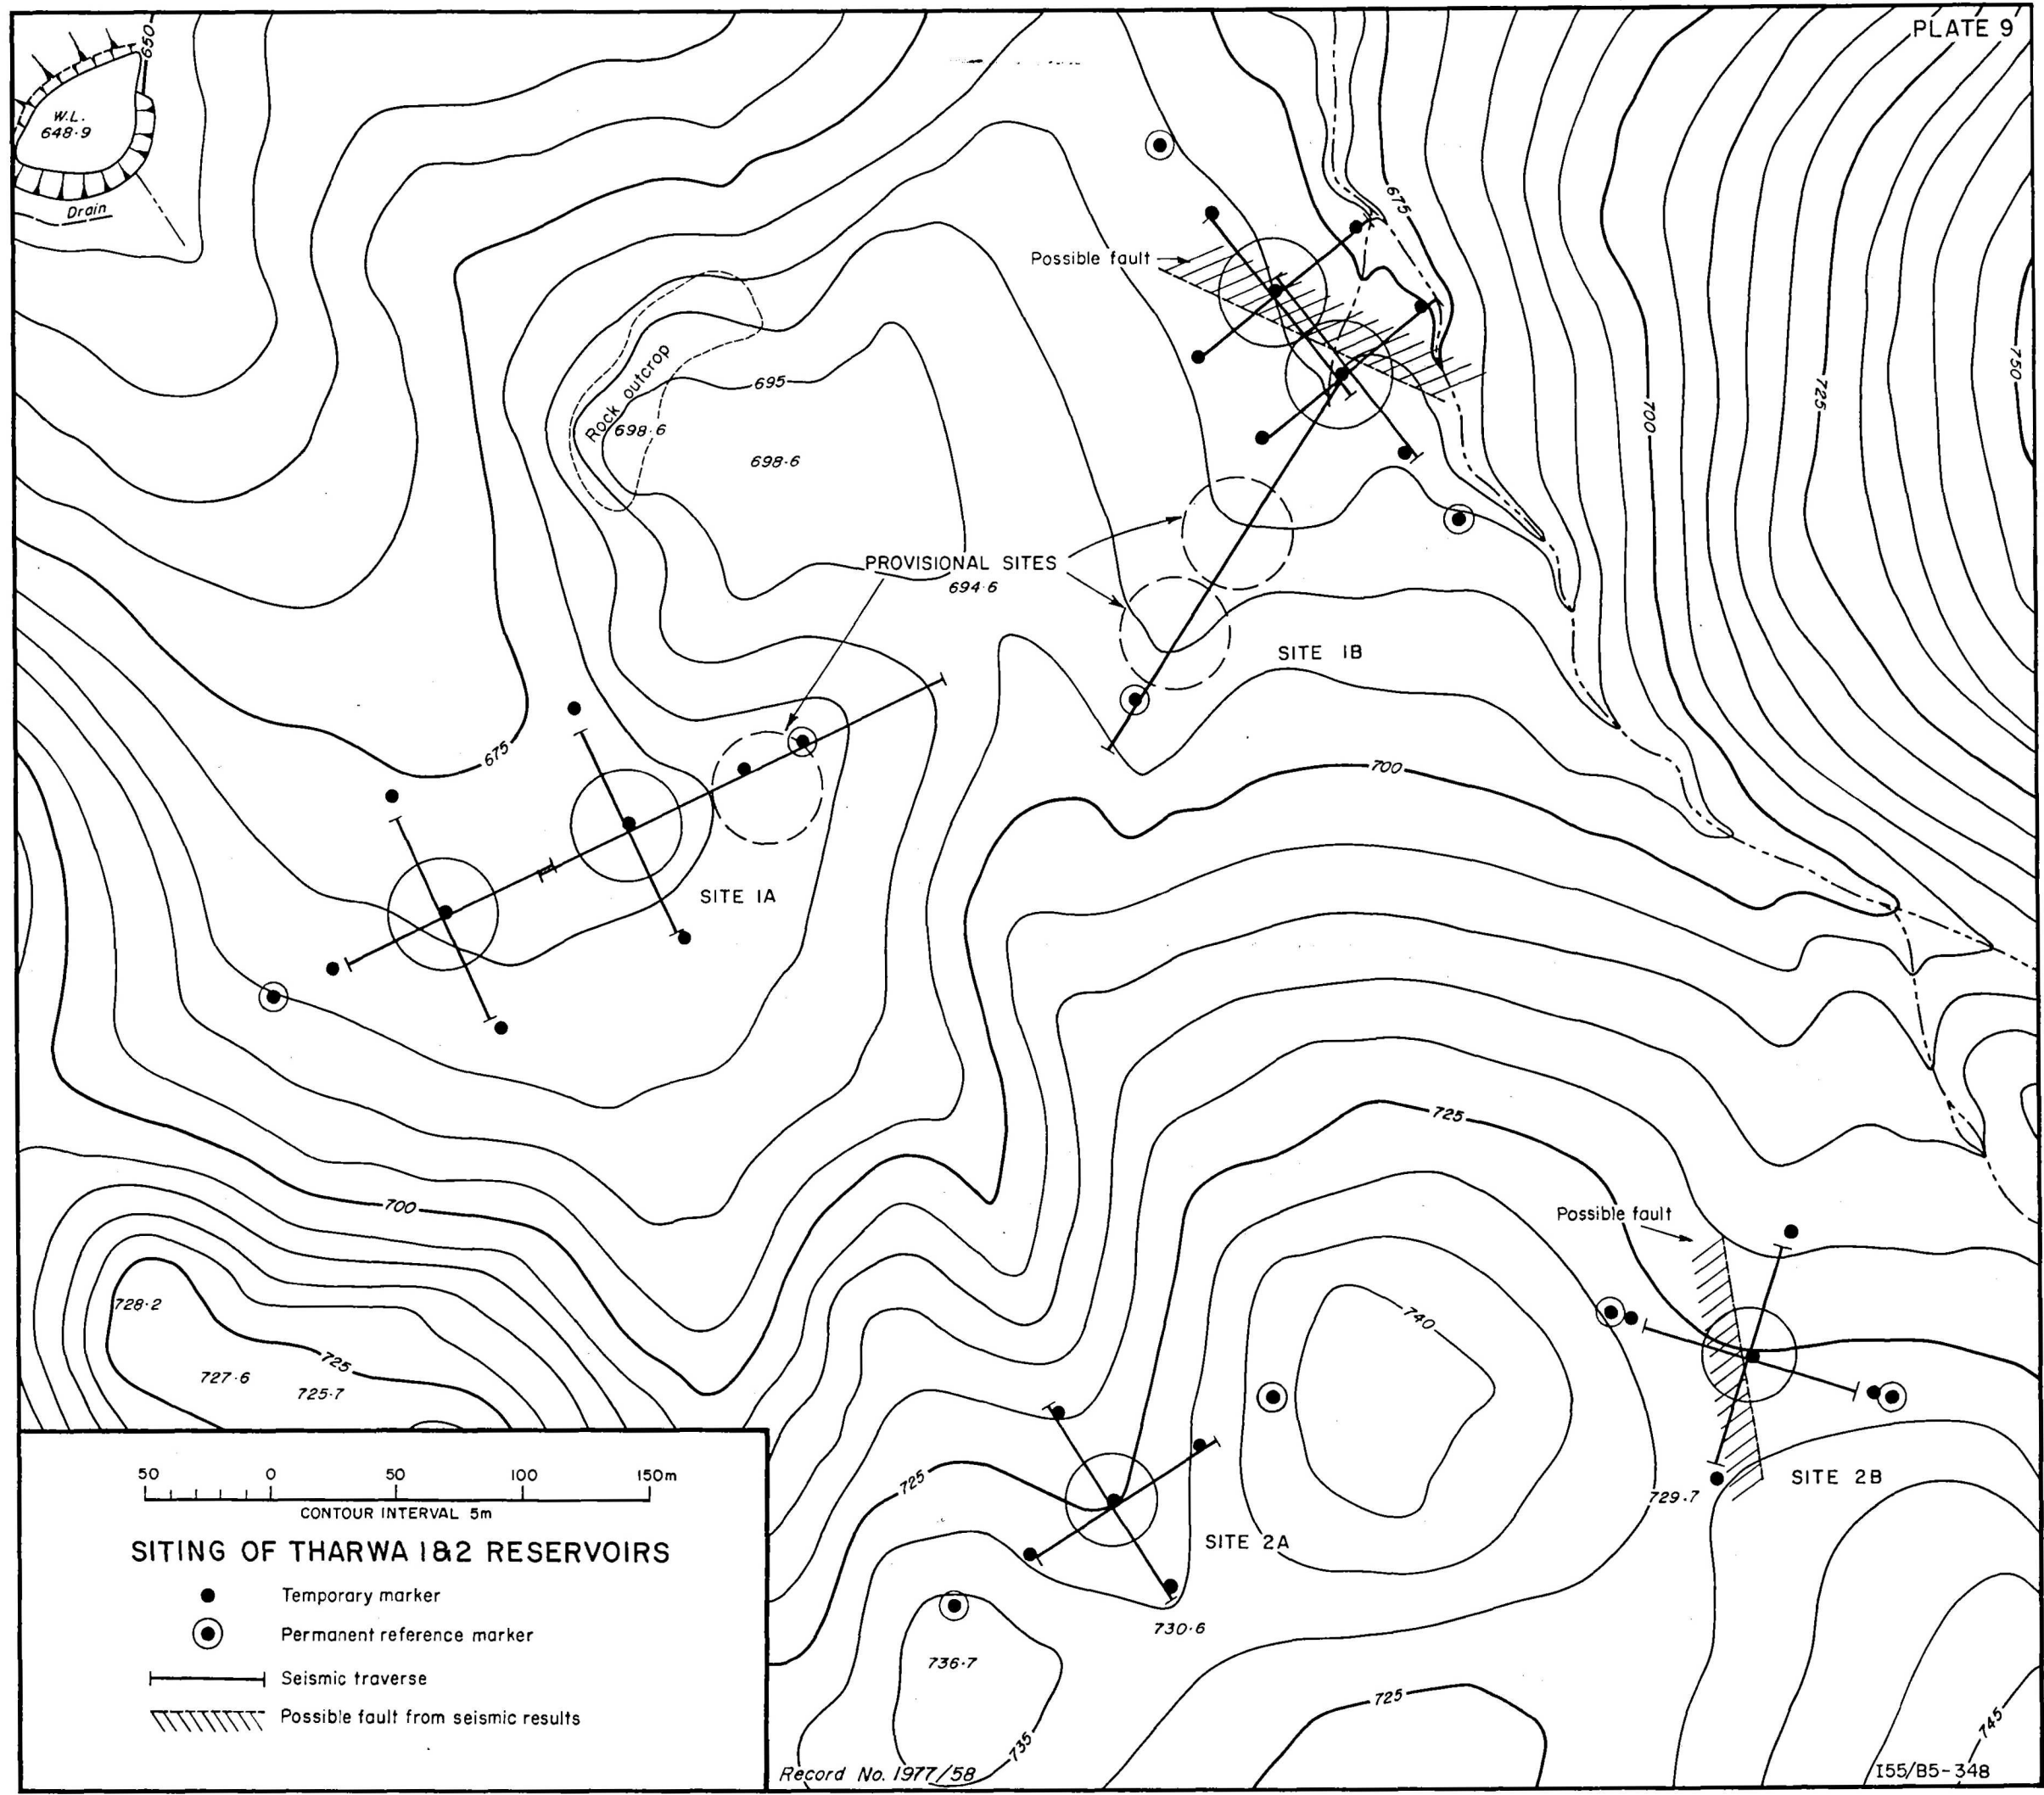 PLATE 9
650
W.L.
648·9
Drain
675
Possible fault
750
695
Rock outcrop
698·6
698·6
725
700
PROVISIONAL SITES
694·6
SITE 1B
675
700
SITE 1A
725
700
Possible fault
728·2
740
725
727·6
725·7
725
729·7
SITE 2B
SITE 2A
730·6
736·7
725
735
745
50 0 50 100 150m
CONTOUR INTERVAL 5m
SITING OF THARWA 1&2 RESERVOIRS
Temporary marker
Permanent reference marker
Seismic traverse
Possible fault from seismic results
Record No. 1977/58
I55/B5-348